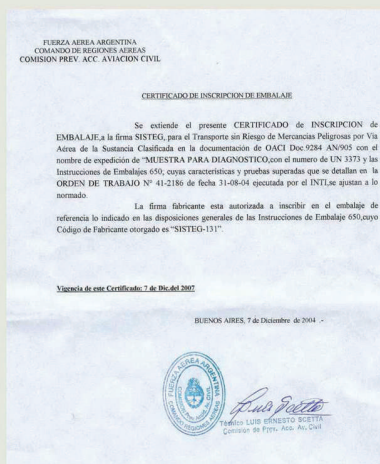 FUERZA AEREA ARGENTINA
COMANDO DE REGIONES AEREAS
COMISION PREV. ACC. AVIACION CIVIL
CERTIFICADO DE INSCRIPCION DE EMBALAJE
Se extiende el presente CERTIFICADO de INSCRIPCION de
EMBALAJE,a la firma SISTEG, para el Transporte sin Riesgo de Mercancias Peligrosas por Via
Aérea de la Sustancia Clasificada en la documentación de OACI Doc.9284 AN/905 con el
nombre de expedición de "MUESTRA PARA DIAGNOSTICO,con el numero de UN 3373 y las
Instrucciones de Embalajes 650; cuyas características y pruebas superadas que se detallan en la
ORDEN DE TRABAJO N° 41-2186 de fecha 31-08-04 ejecutada por el INTI,se ajustan a lo
normado.
La firma fabricante esta autorizada a inscribir en el embalaje de
referencia lo indicado en las disposiciones generales de las Instrucciones de Embalaje 650,cuyo
Código de Fabricante otorgado es "SISTEG-131".
Vigencia de este Certificado: 7 de Dic.del 2007
BUENOS AIRES, 7 de Diciembre de 2004 .-
FUERZA AEREA ARGENTINA
COMANDO REGIONES AEREAS
Luis Scetta
Técnico LUIS ERNESTO SCETTA
Comisión de Prev. Acc. Av. Civil